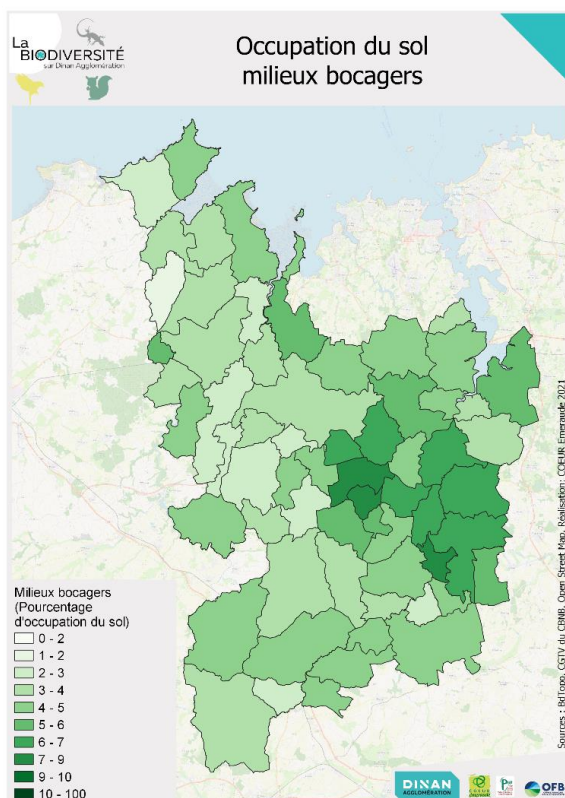 La
BIODIVERSITÉ
sur Dinan Agglomération
Occupation du sol
milieux bocagers
Milieux bocagers
(Pourcentage
d'occupation du sol)
0 - 2
1 - 2
2 - 3
3 - 4
4 - 5
5 - 6
6 - 7
7 - 9
9 - 10
10 - 100
Sources : BdTopo, CGTV du CBNB, Open Street Map, Réalisation: COEUR Emeraude 2021
DINAN
AGGLOMÉRATION
COEUR
OFB